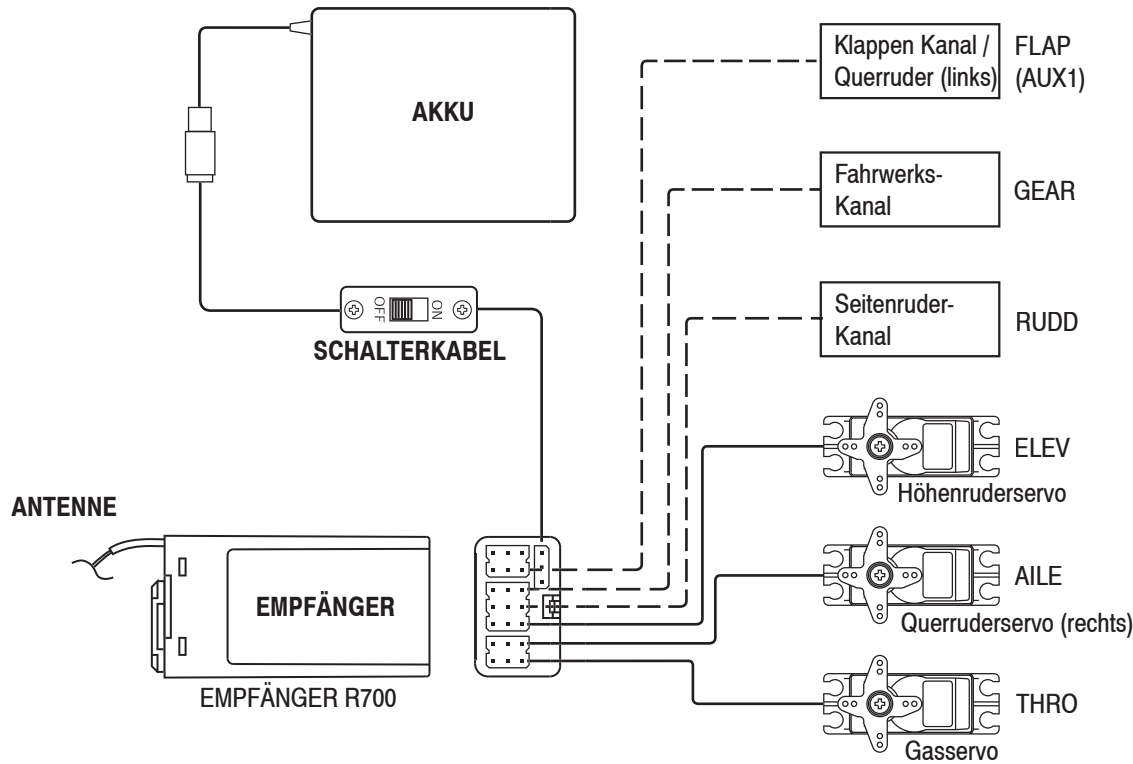 AKKU
Klappen Kanal /
Querruder (links)
FLAP
(AUX1)
Fahrwerks-
Kanal
GEAR
Seitenruder-
Kanal
RUDD
OFF
ON
SCHALTERKABEL
ELEV
Höhenruderservo
ANTENNE
EMPFÄNGER
EMPFÄNGER R700
AILE
Querruderservo (rechts)
THRO
Gasservo